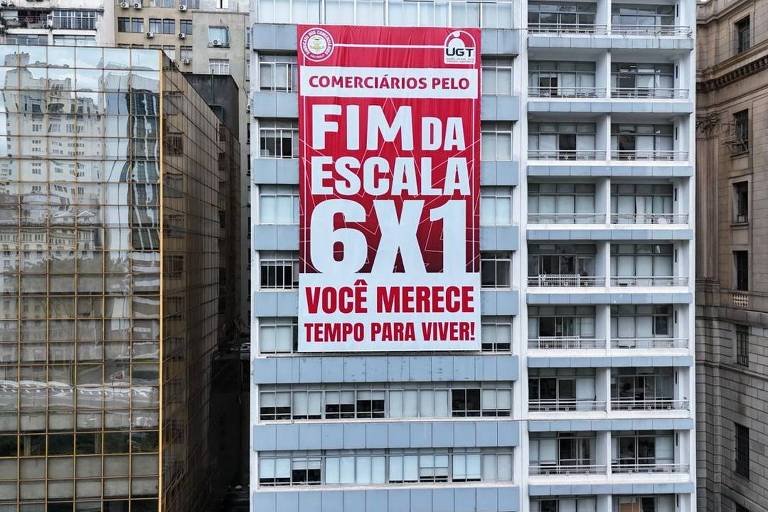 UGT
COMERCIÁRIOS PELO
FIM DA
ESCALA
6X1
VOCÊ MERECE
TEMPO PARA VIVER!